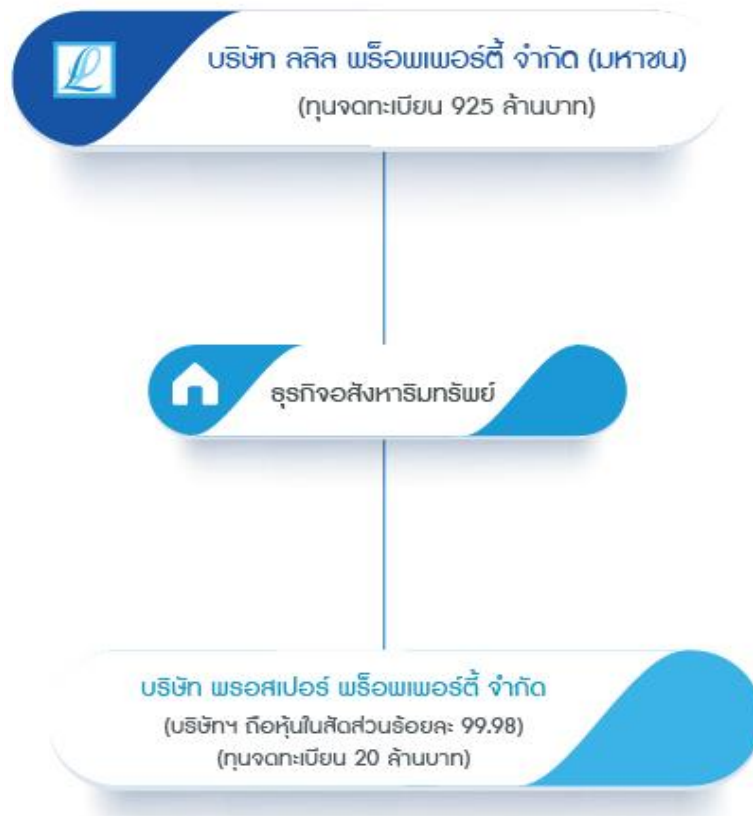 L
บริษัท ลลิล พร็อพเพอร์ตี้ จำกัด (มหาชน)
(ทุนจดทะเบียน 925 ล้านบาท)
ธุรกิจอสังหาริมทรัพย์
บริษัท พรอสเปอร์ พร็อพเพอร์ตี้ จำกัด
(บริษัทฯ ถือหุ้นในสัดส่วนร้อยละ 99.98)
(ทุนจดทะเบียน 20 ล้านบาท)